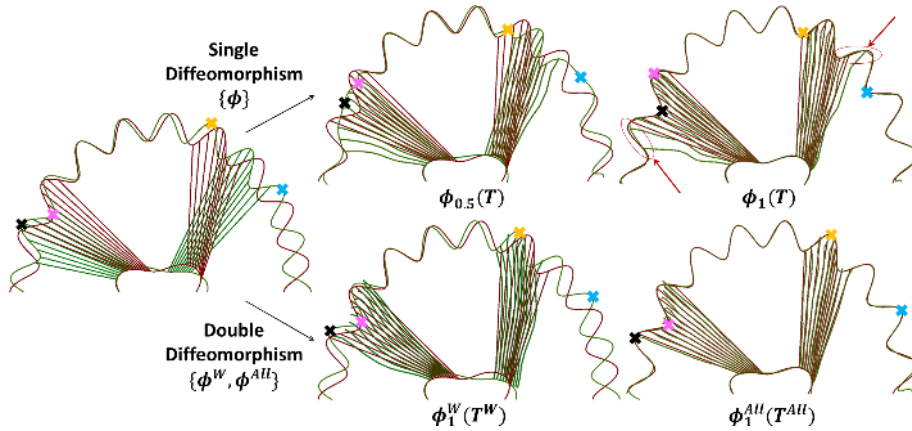 Single
Diffeomorphism
{ϕ}
ϕ₀.₅(T)
ϕ₁(T)
Double
Diffeomorphism
{ϕᵂ, ϕᴬˡˡ}
ϕ₁ᵂ(Tᵂ)
ϕ₁ᴬˡˡ(Tᴬˡˡ)